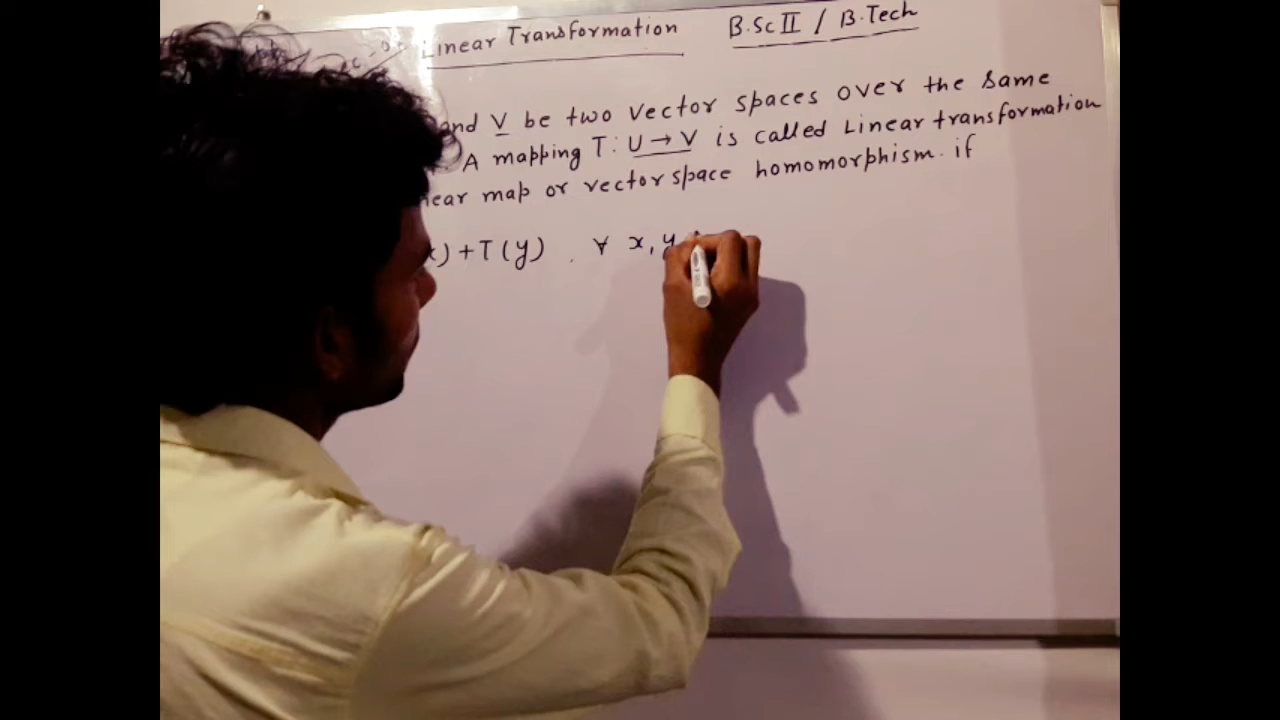 Linear Transformation B.Sc II / B.Tech
and V be two vector spaces over the same
A mapping T : U → V is called Linear transformation
near map or vector space homomorphism. if
x) + T(y) . ∀ x, y